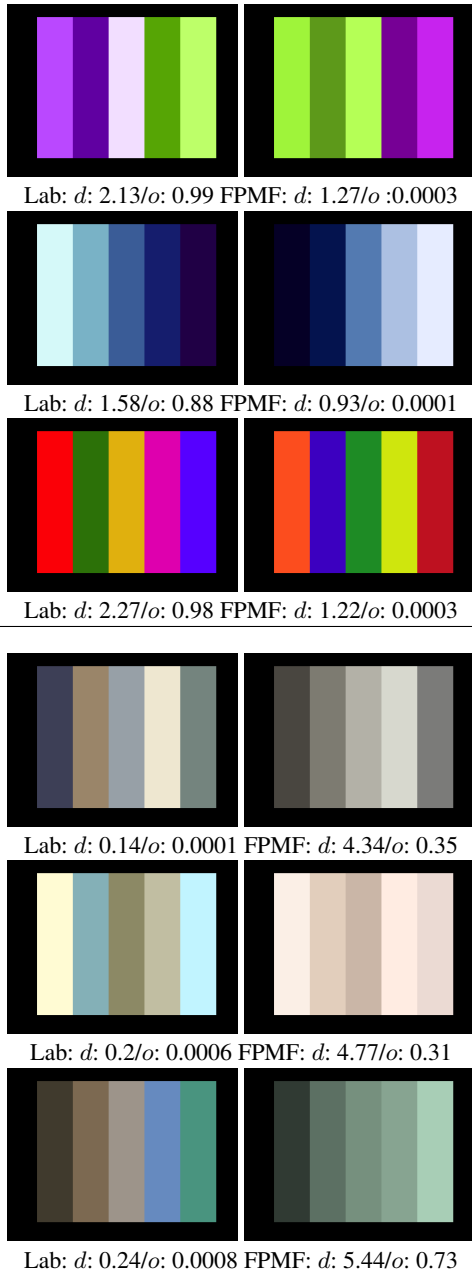 Lab: d: 2.13/o: 0.99 FPMF: d: 1.27/o :0.0003
Lab: d: 1.58/o: 0.88 FPMF: d: 0.93/o: 0.0001
Lab: d: 2.27/o: 0.98 FPMF: d: 1.22/o: 0.0003
Lab: d: 0.14/o: 0.0001 FPMF: d: 4.34/o: 0.35
Lab: d: 0.2/o: 0.0006 FPMF: d: 4.77/o: 0.31
Lab: d: 0.24/o: 0.0008 FPMF: d: 5.44/o: 0.73